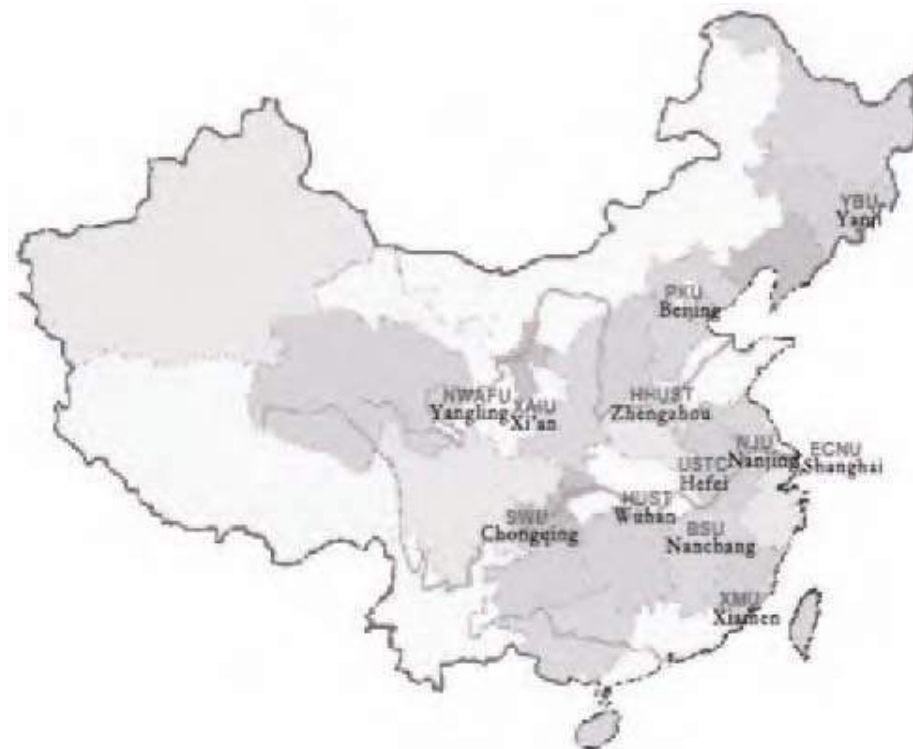 YBU
Yanji
PKU
Beijing
NWAFU
Yangling
XAIU
Xi'an
HHUST
Zhengzhou
NJU
Nanjing
ECNU
Shanghai
USTC
Hefei
HUST
Wuhan
SWU
Chongqing
BSU
Nanchang
XMU
Xiamen